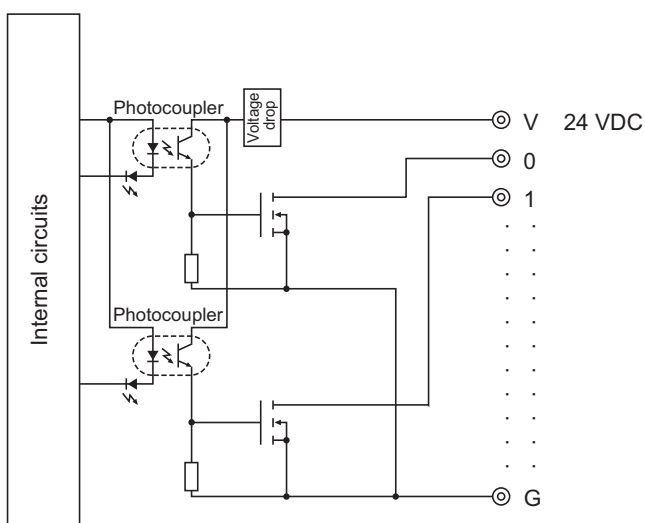 Photocoupler
Voltage
drop
V 24 VDC
0
1
Internal circuits
Photocoupler
G